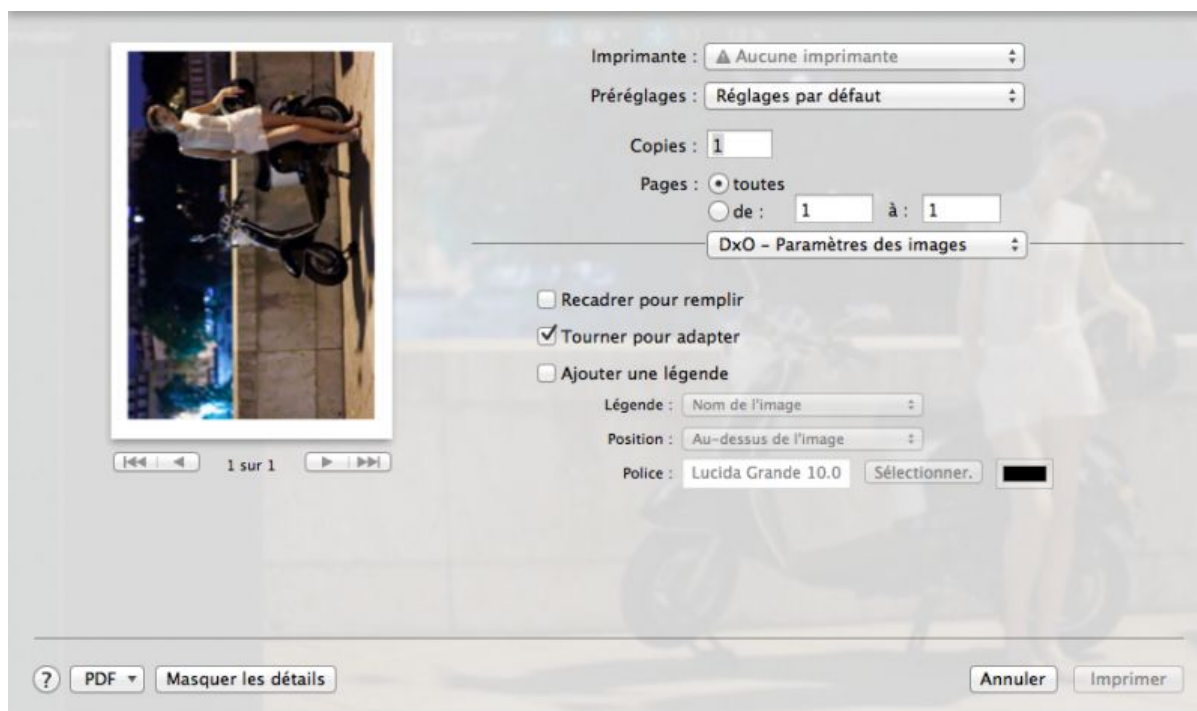 Imprimante : Aucune imprimante
Préréglages : Réglages par défaut
Copies : 1
Pages : toutes
de : 1 à : 1
DxO – Paramètres des images
Recadrer pour remplir
Tourner pour adapter
Ajouter une légende
Légende : Nom de l'image
Position : Au-dessus de l'image
Police : Lucida Grande 10.0 Sélectionner.
1 sur 1
? PDF Masquer les détails Annuler Imprimer